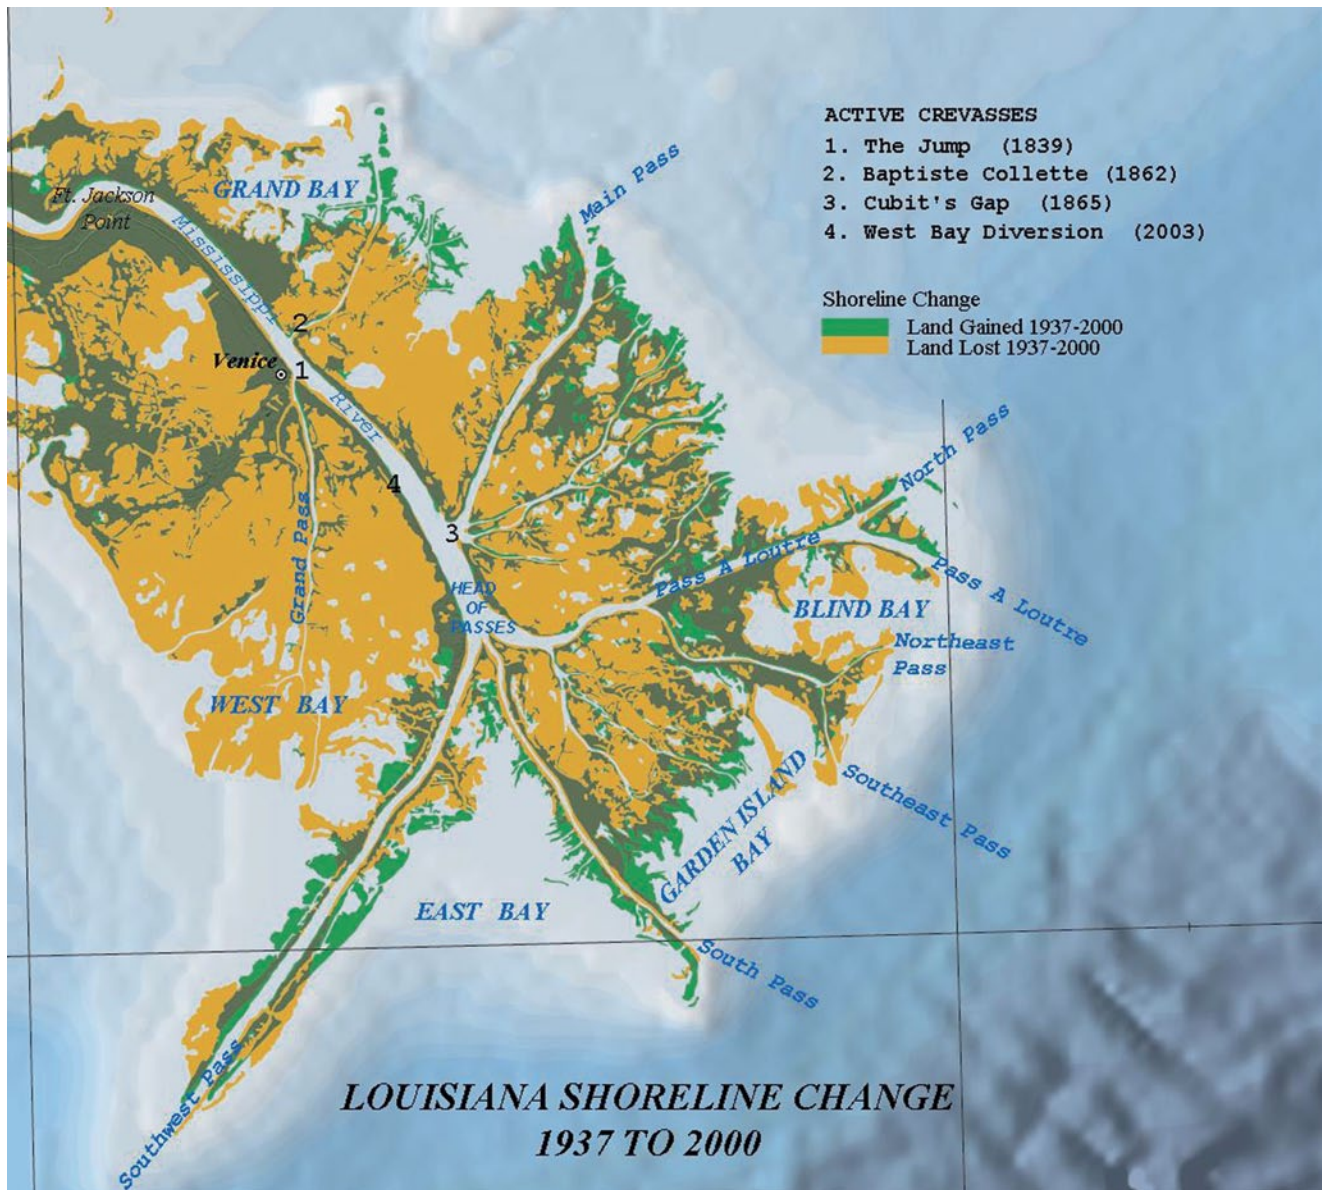 ACTIVE CREVASSES
1. The Jump (1839)
2. Baptiste Collette (1862)
3. Cubit's Gap (1865)
4. West Bay Diversion (2003)
Shoreline Change
Land Gained 1937-2000
Land Lost 1937-2000
Ft. Jackson
Point
GRAND BAY
Main Pass
Mississippi
2
Venice
1
River
4
3
Grand Pass
North Pass
Pass A Loutre
Pass A Loutre
HEAD
OF
PASSES
BLIND BAY
Northeast
Pass
WEST BAY
Southeast Pass
GARDEN ISLAND
BAY
EAST BAY
South Pass
Southwest Pass
LOUISIANA SHORELINE CHANGE
1937 TO 2000